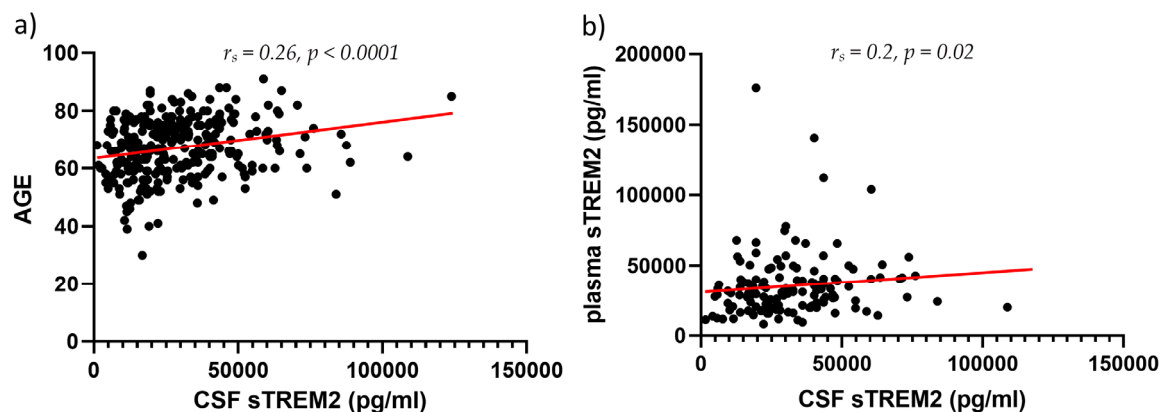 a)
r_s = 0.26, p < 0.0001
100
80
60
40
20
0
AGE
0
50000
100000
150000
CSF sTREM2 (pg/ml)
b)
r_s = 0.2, p = 0.02
200000
150000
100000
50000
0
plasma sTREM2 (pg/ml)
0
50000
100000
150000
CSF sTREM2 (pg/ml)